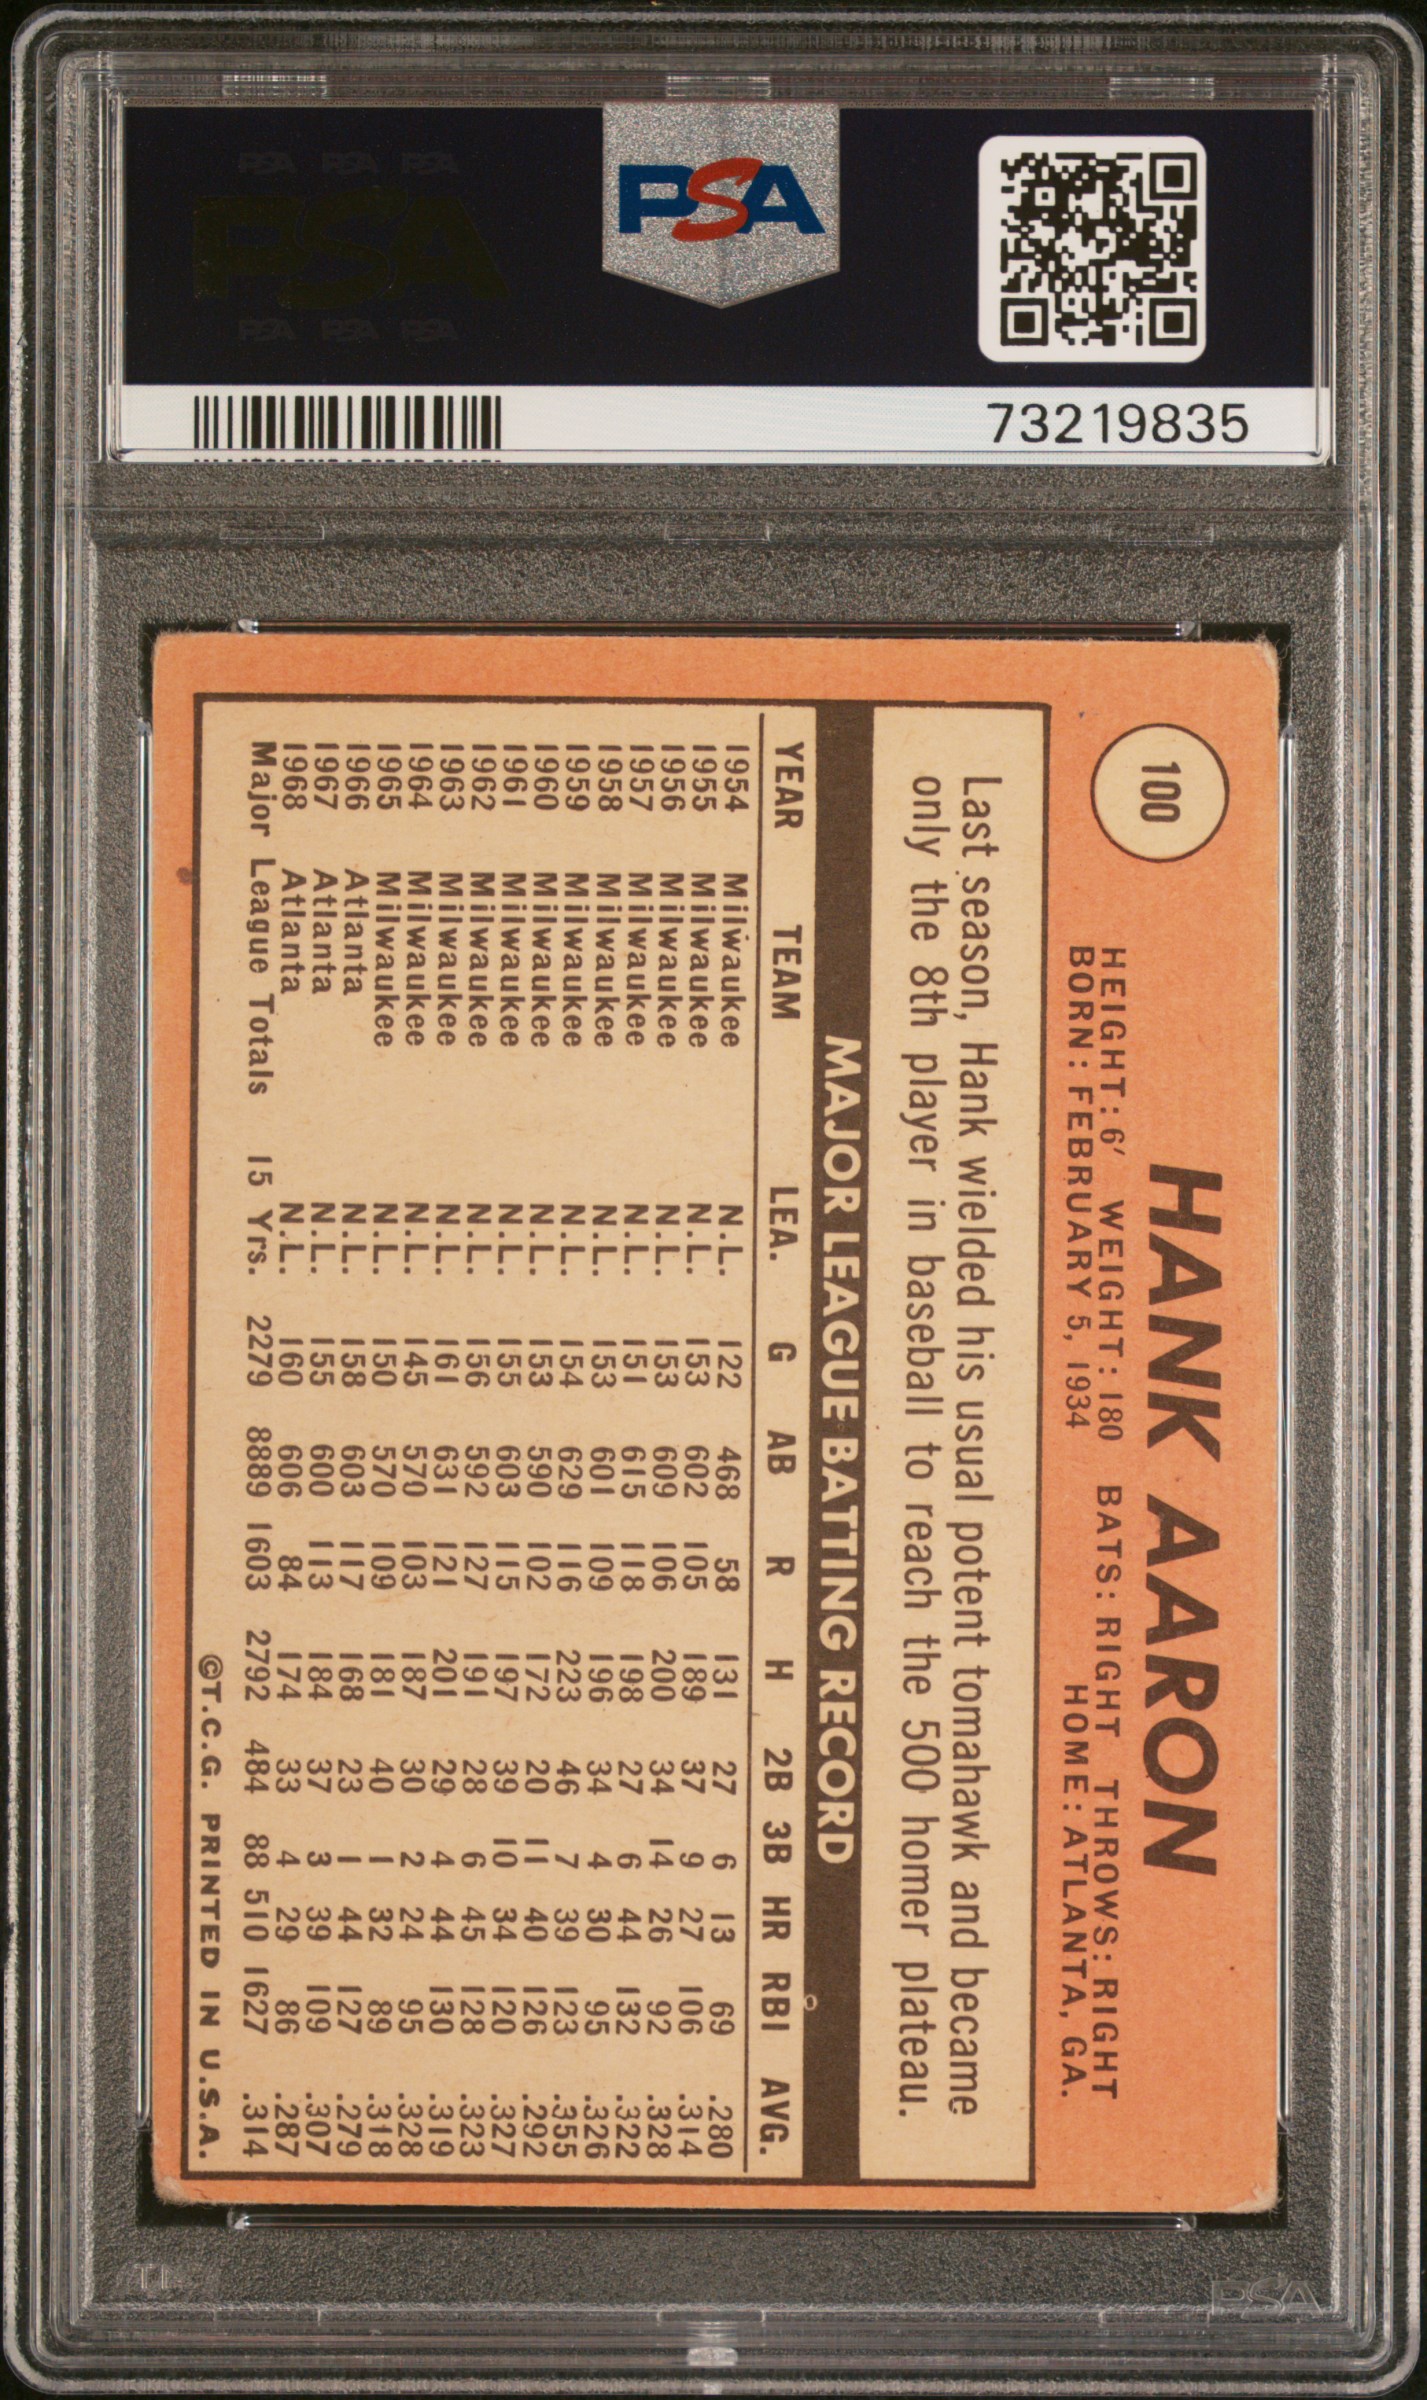 PSA PSA PSA
PSA
PSA PSA PSA
PSA
73219835
100
HANK AARON
HEIGHT: 6' WEIGHT: 180 BATS: RIGHT THROWS: RIGHT
BORN: FEBRUARY 5, 1934 HOME: ATLANTA, GA.
Last season, Hank wielded his usual potent tomahawk and became
only the 8th player in baseball to reach the 500 homer plateau.
MAJOR LEAGUE BATTING RECORD
YEAR TEAM LEA. G AB R H 2B 3B HR RBI AVG.
1954 Milwaukee N.L. 122 468 58 131 27 6 13 69 .280
1955 Milwaukee N.L. 153 602 105 189 37 9 27 106 .314
1956 Milwaukee N.L. 153 609 106 200 34 14 26 92 .328
1957 Milwaukee N.L. 151 615 118 198 27 6 44 132 .322
1958 Milwaukee N.L. 153 601 109 196 34 4 30 95 .326
1959 Milwaukee N.L. 154 629 116 223 46 7 39 123 .355
1960 Milwaukee N.L. 153 590 102 172 20 11 40 126 .292
1961 Milwaukee N.L. 155 603 115 197 39 10 34 120 .327
1962 Milwaukee N.L. 156 592 127 191 28 6 45 128 .323
1963 Milwaukee N.L. 161 631 121 201 29 4 44 130 .319
1964 Milwaukee N.L. 145 570 103 187 30 2 24 95 .328
1965 Milwaukee N.L. 150 570 109 181 40 1 32 89 .318
1966 Atlanta N.L. 158 603 117 168 23 1 44 127 .279
1967 Atlanta N.L. 155 600 113 184 37 3 39 109 .307
1968 Atlanta N.L. 160 606 84 174 33 4 29 86 .287
Major League Totals 15 Yrs. 2279 8889 1603 2792 484 88 510 1627 .314
©T.C.G. PRINTED IN U.S.A.
PSA